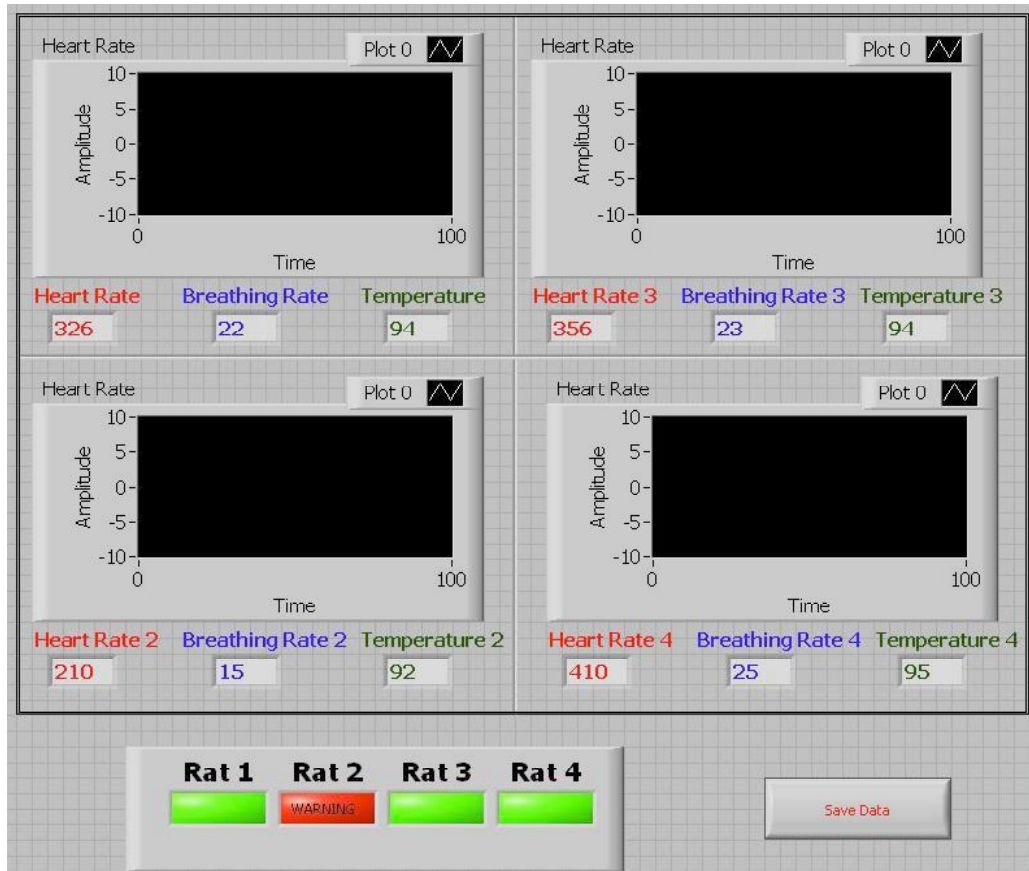 Heart Rate Plot 0
10
5
0
-5
-10
Amplitude
0 100
Time
Heart Rate Breathing Rate Temperature
326 22 94
Heart Rate Plot 0
10
5
0
-5
-10
Amplitude
0 100
Time
Heart Rate 3 Breathing Rate 3 Temperature 3
356 23 94
Heart Rate Plot 0
10
5
0
-5
-10
Amplitude
0 100
Time
Heart Rate 2 Breathing Rate 2 Temperature 2
210 15 92
Heart Rate Plot 0
10
5
0
-5
-10
Amplitude
0 100
Time
Heart Rate 4 Breathing Rate 4 Temperature 4
410 25 95
Rat 1 Rat 2 Rat 3 Rat 4
WARNING
Save Data